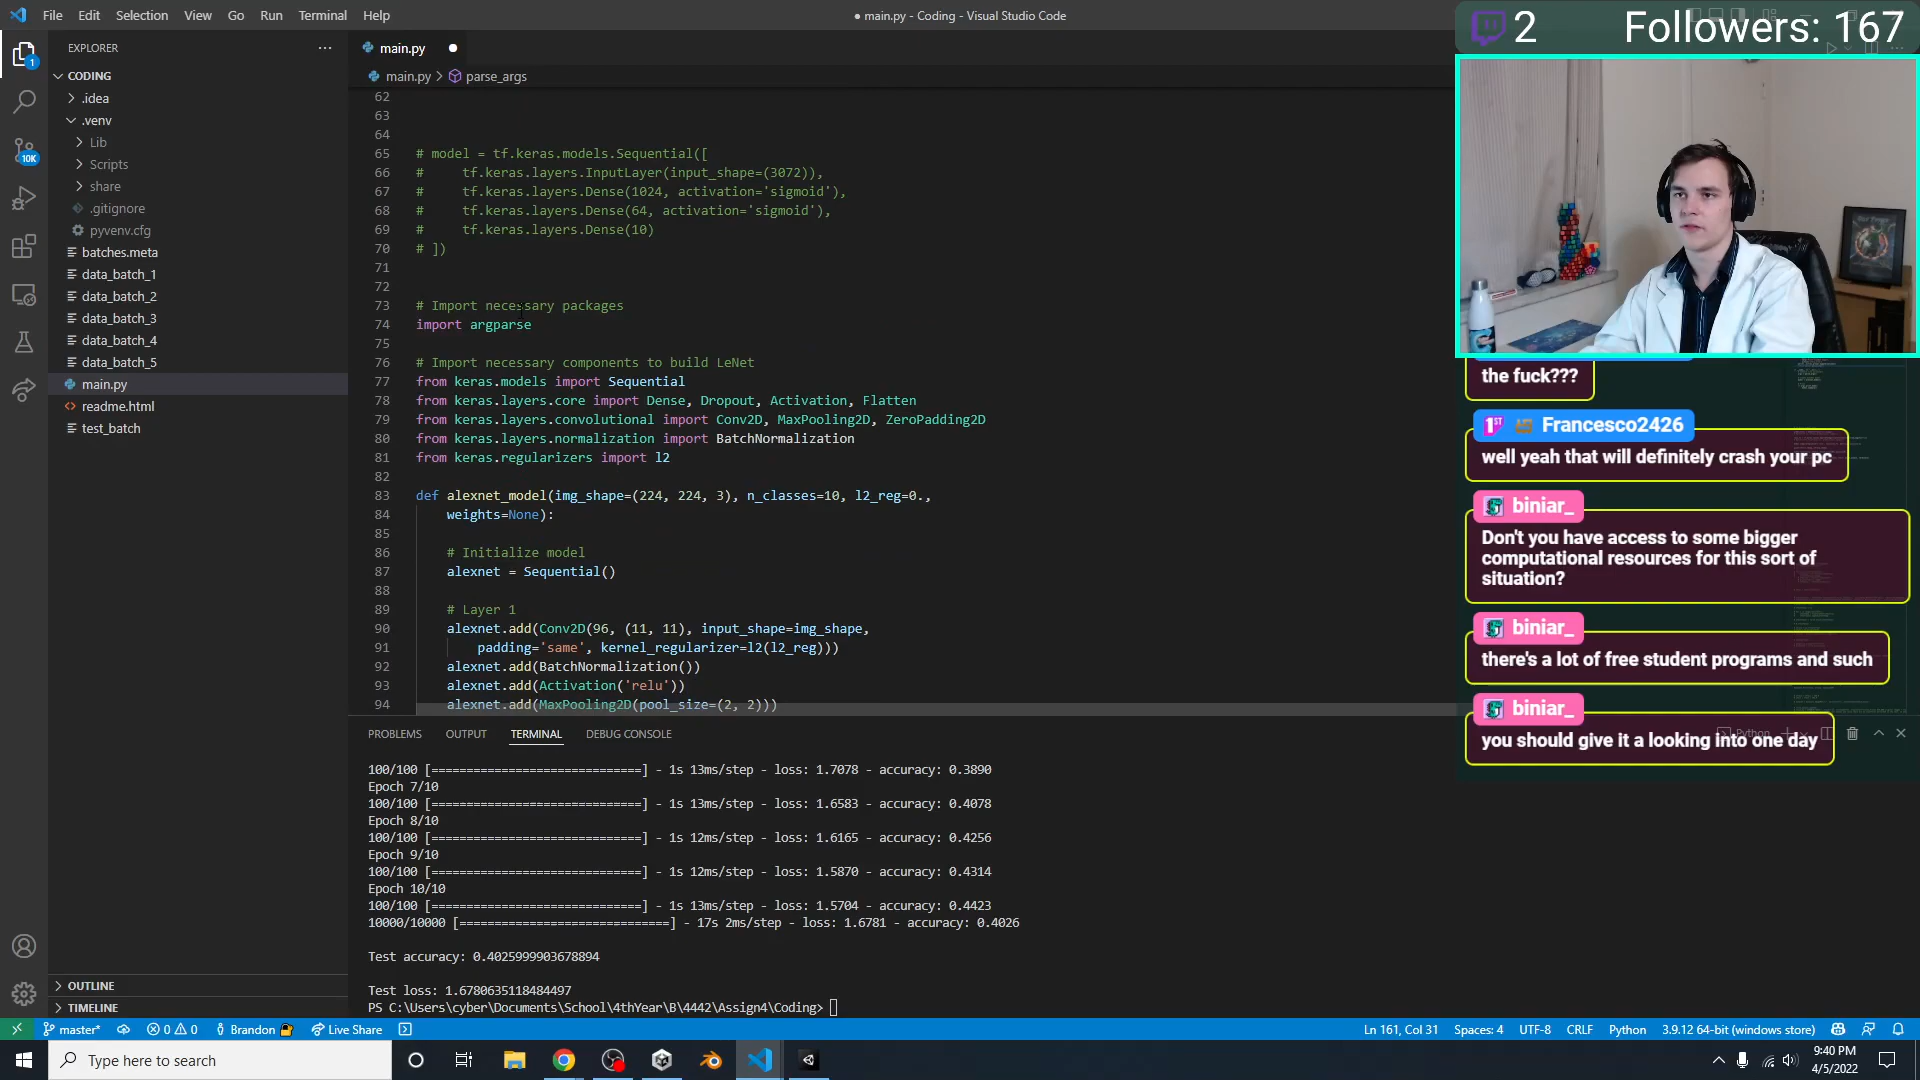 File Edit Selection View Go Run Terminal Help
● main.py - Coding - Visual Studio Code
2 Followers: 167
EXPLORER
CODING
.idea
.venv
Lib
Scripts
share
.gitignore
pyvenv.cfg
batches.meta
data_batch_1
data_batch_2
data_batch_3
data_batch_4
data_batch_5
main.py
readme.html
test_batch
OUTLINE
TIMELINE
1
10K
main.py
main.py > parse_args
62
63
64
65 # model = tf.keras.models.Sequential([
66 #     tf.keras.layers.InputLayer(input_shape=(3072)),
67 #     tf.keras.layers.Dense(1024, activation='sigmoid'),
68 #     tf.keras.layers.Dense(64, activation='sigmoid'),
69 #     tf.keras.layers.Dense(10)
70 # ])
71
72
73 # Import necessary packages
74 import argparse
75
76 # Import necessary components to build LeNet
77 from keras.models import Sequential
78 from keras.layers.core import Dense, Dropout, Activation, Flatten
79 from keras.layers.convolutional import Conv2D, MaxPooling2D, ZeroPadding2D
80 from keras.layers.normalization import BatchNormalization
81 from keras.regularizers import l2
82
83 def alexnet_model(img_shape=(224, 224, 3), n_classes=10, l2_reg=0.,
84     weights=None):
85
86     # Initialize model
87     alexnet = Sequential()
88
89     # Layer 1
90     alexnet.add(Conv2D(96, (11, 11), input_shape=img_shape,
91         padding='same', kernel_regularizer=l2(l2_reg)))
92     alexnet.add(BatchNormalization())
93     alexnet.add(Activation('relu'))
94     alexnet.add(MaxPooling2D(pool_size=(2, 2)))
the fuck???
Francesco2426
well yeah that will definitely crash your pc
biniar_
Don't you have access to some bigger
computational resources for this sort of
situation?
biniar_
there's a lot of free student programs and such
biniar_
you should give it a looking into one day
PROBLEMS OUTPUT TERMINAL DEBUG CONSOLE
Python
100/100 [==============================] - 1s 13ms/step - loss: 1.7078 - accuracy: 0.3890
Epoch 7/10
100/100 [==============================] - 1s 13ms/step - loss: 1.6583 - accuracy: 0.4078
Epoch 8/10
100/100 [==============================] - 1s 12ms/step - loss: 1.6165 - accuracy: 0.4256
Epoch 9/10
100/100 [==============================] - 1s 12ms/step - loss: 1.5870 - accuracy: 0.4314
Epoch 10/10
100/100 [==============================] - 1s 13ms/step - loss: 1.5704 - accuracy: 0.4423
10000/10000 [==============================] - 17s 2ms/step - loss: 1.6781 - accuracy: 0.4026
Test accuracy: 0.4025999903678894
Test loss: 1.6780635118484497
PS C:\Users\cyber\Documents\School\4thYear\B\4442\Assign4\Coding>
master* 0 0 Brandon Live Share
Ln 161, Col 31 Spaces: 4 UTF-8 CRLF Python 3.9.12 64-bit (windows store)
Type here to search
9:40 PM
4/5/2022